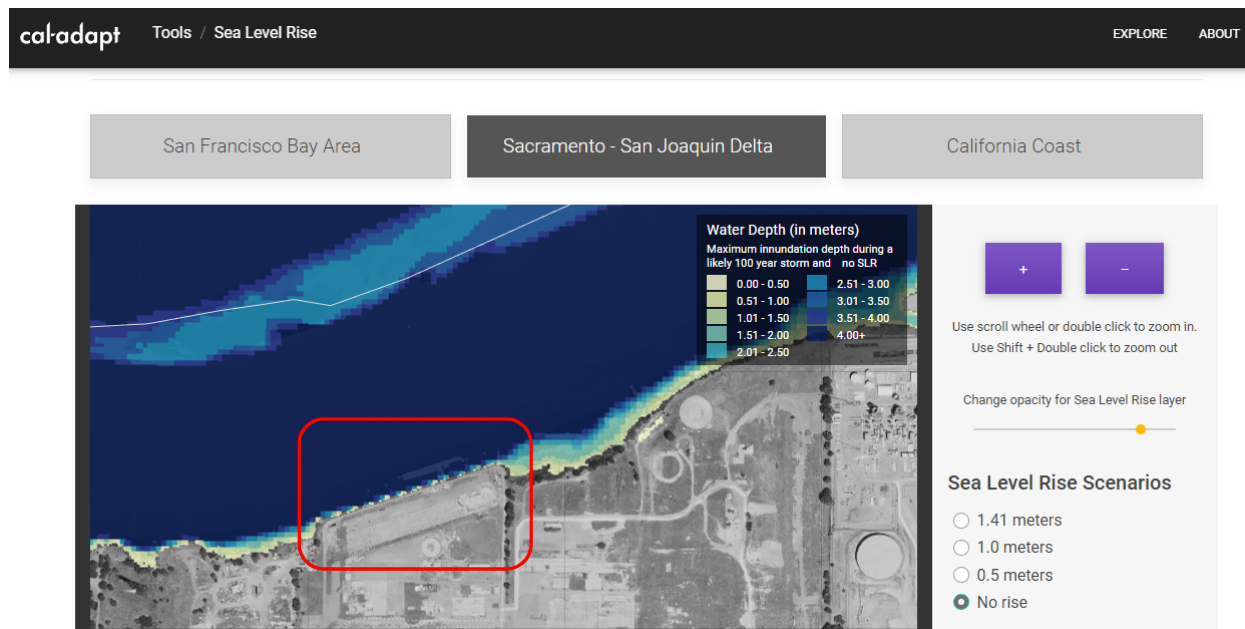 cal-adapt Tools / Sea Level Rise EXPLORE ABOUT
San Francisco Bay Area Sacramento - San Joaquin Delta California Coast
Water Depth (in meters)
Maximum innundation depth during a
likely 100 year storm and no SLR
0.00 - 0.50 2.51 - 3.00
0.51 - 1.00 3.01 - 3.50
1.01 - 1.50 3.51 - 4.00
1.51 - 2.00 4.00+
2.01 - 2.50
+ −
Use scroll wheel or double click to zoom in.
Use Shift + Double click to zoom out
Change opacity for Sea Level Rise layer
Sea Level Rise Scenarios
1.41 meters
1.0 meters
0.5 meters
No rise